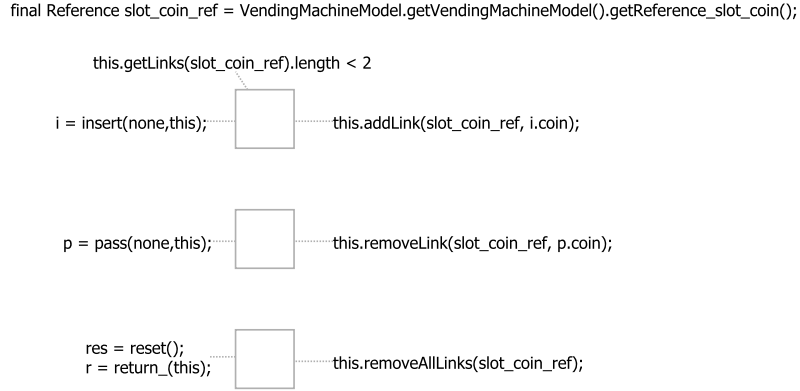 final Reference slot_coin_ref = VendingMachineModel.getVendingMachineModel().getReference_slot_coin();
this.getLinks(slot_coin_ref).length < 2
i = insert(none,this);
this.addLink(slot_coin_ref, i.coin);
p = pass(none,this);
this.removeLink(slot_coin_ref, p.coin);
res = reset();
r = return_(this);
this.removeAllLinks(slot_coin_ref);